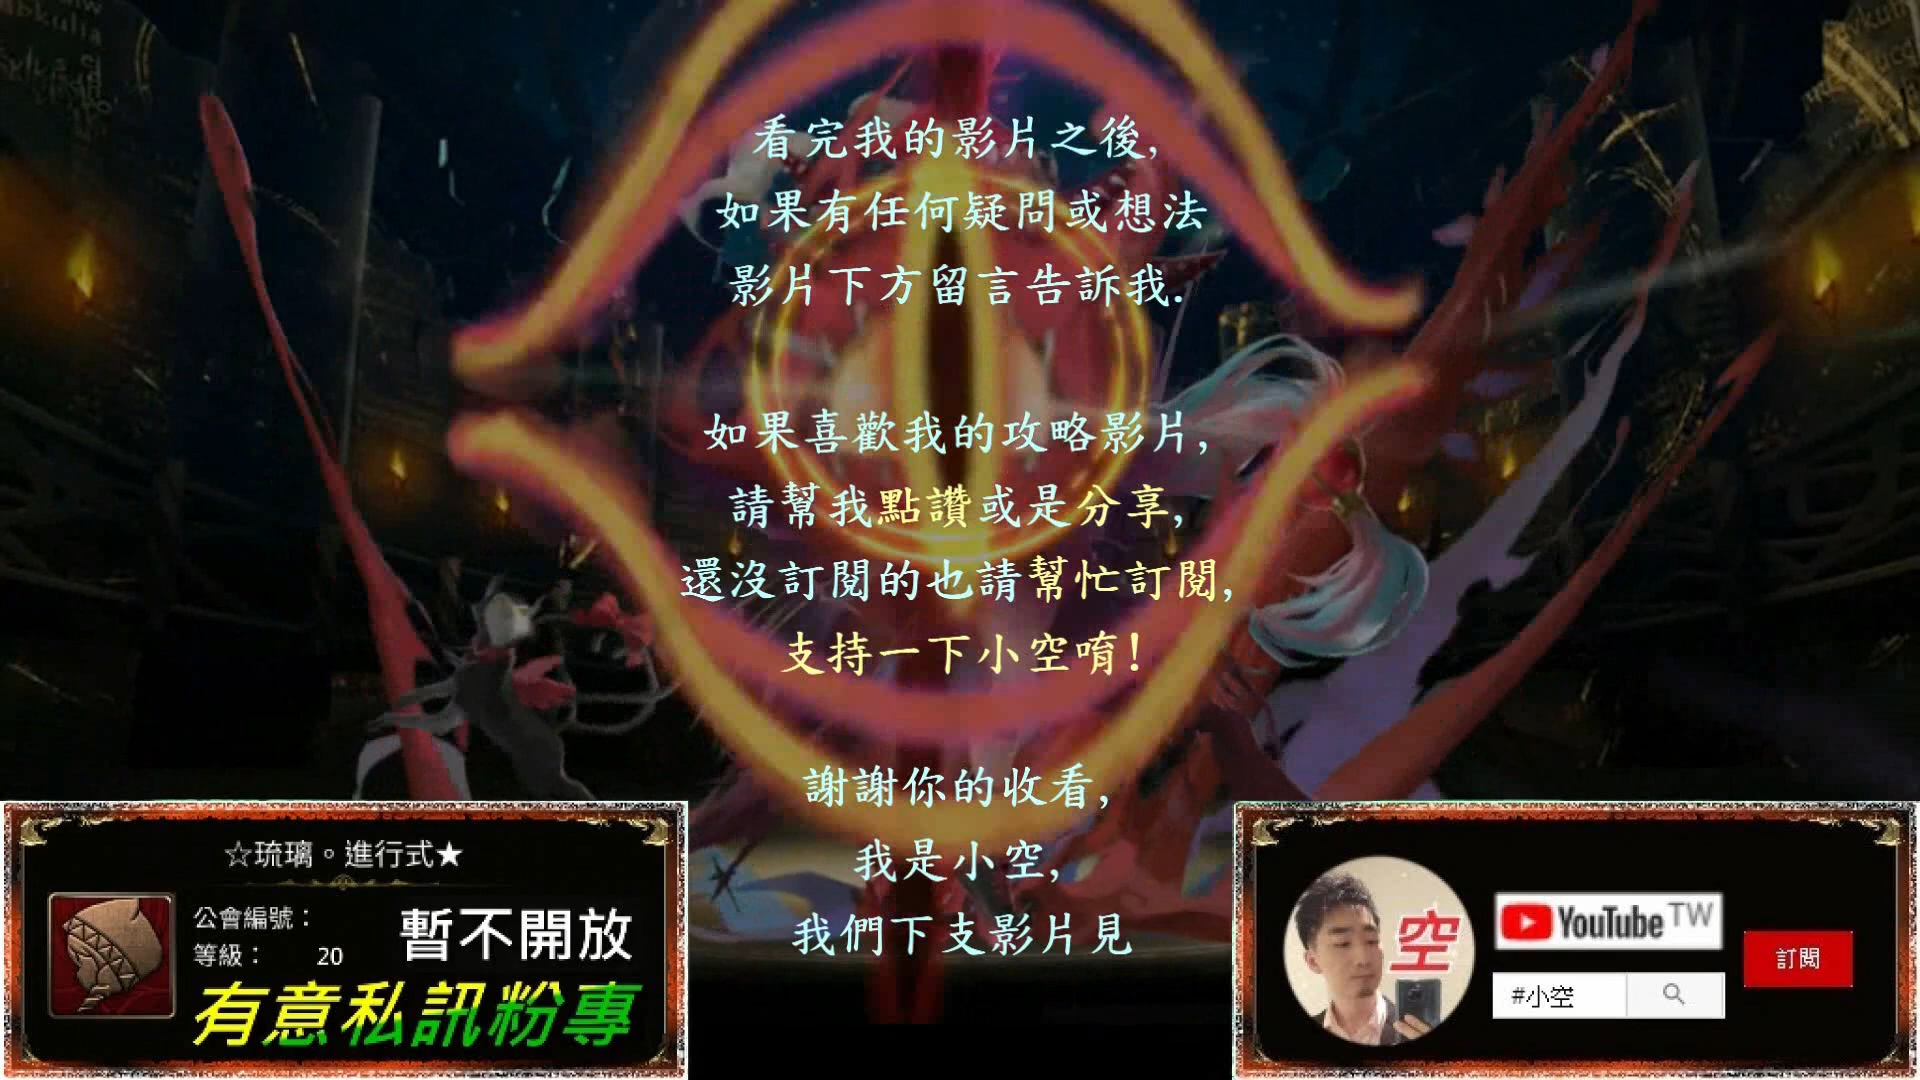 看完我的影片之後,
如果有任何疑問或想法
影片下方留言告訴我.
如果喜歡我的攻略影片,
請幫我點讚或是分享,
還沒訂閱的也請幫忙訂閱,
支持一下小空唷!
謝謝你的收看,
我是小空,
我們下支影片見
☆琉璃。進行式★
公會編號：
暫不開放
等級： 20
有意私訊粉專
空
YouTube TW
訂閱
#小空